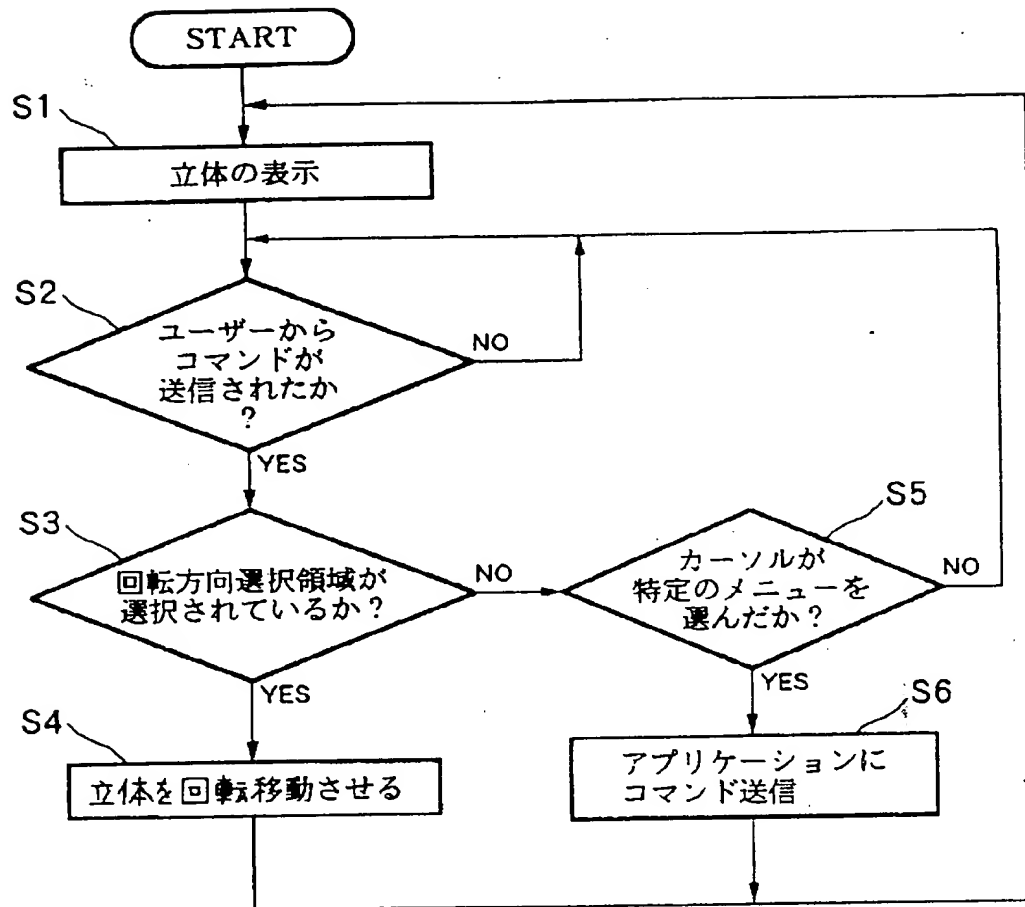 START
S1
立体の表示
S2
ユーザーから
コマンドが
送信されたか
?
NO
YES
S3
回転方向選択領域が
選択されているか?
NO
YES
S5
カーソルが
特定のメニューを
選んだか?
NO
YES
S4
立体を回転移動させる
S6
アプリケーションに
コマンド送信